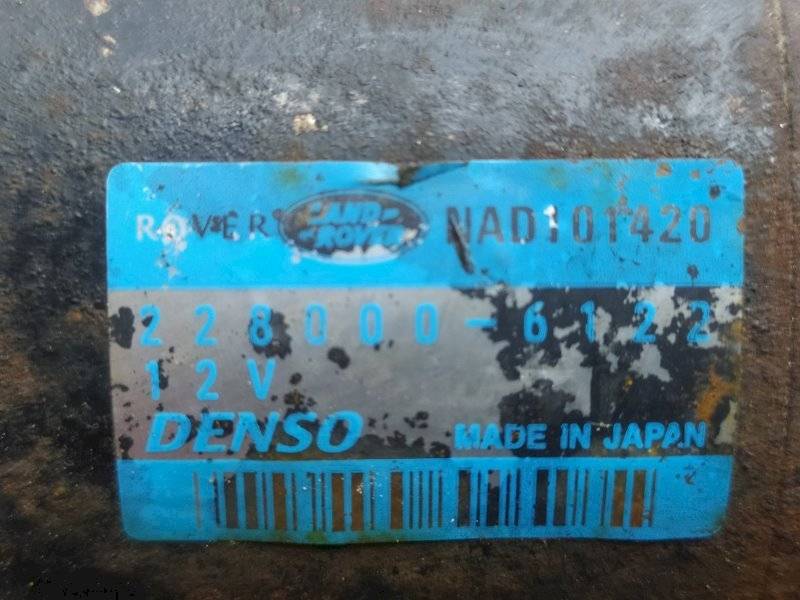 ROVER LAND ROVER NAD101420
228000-6122
12V
DENSO MADE IN JAPAN